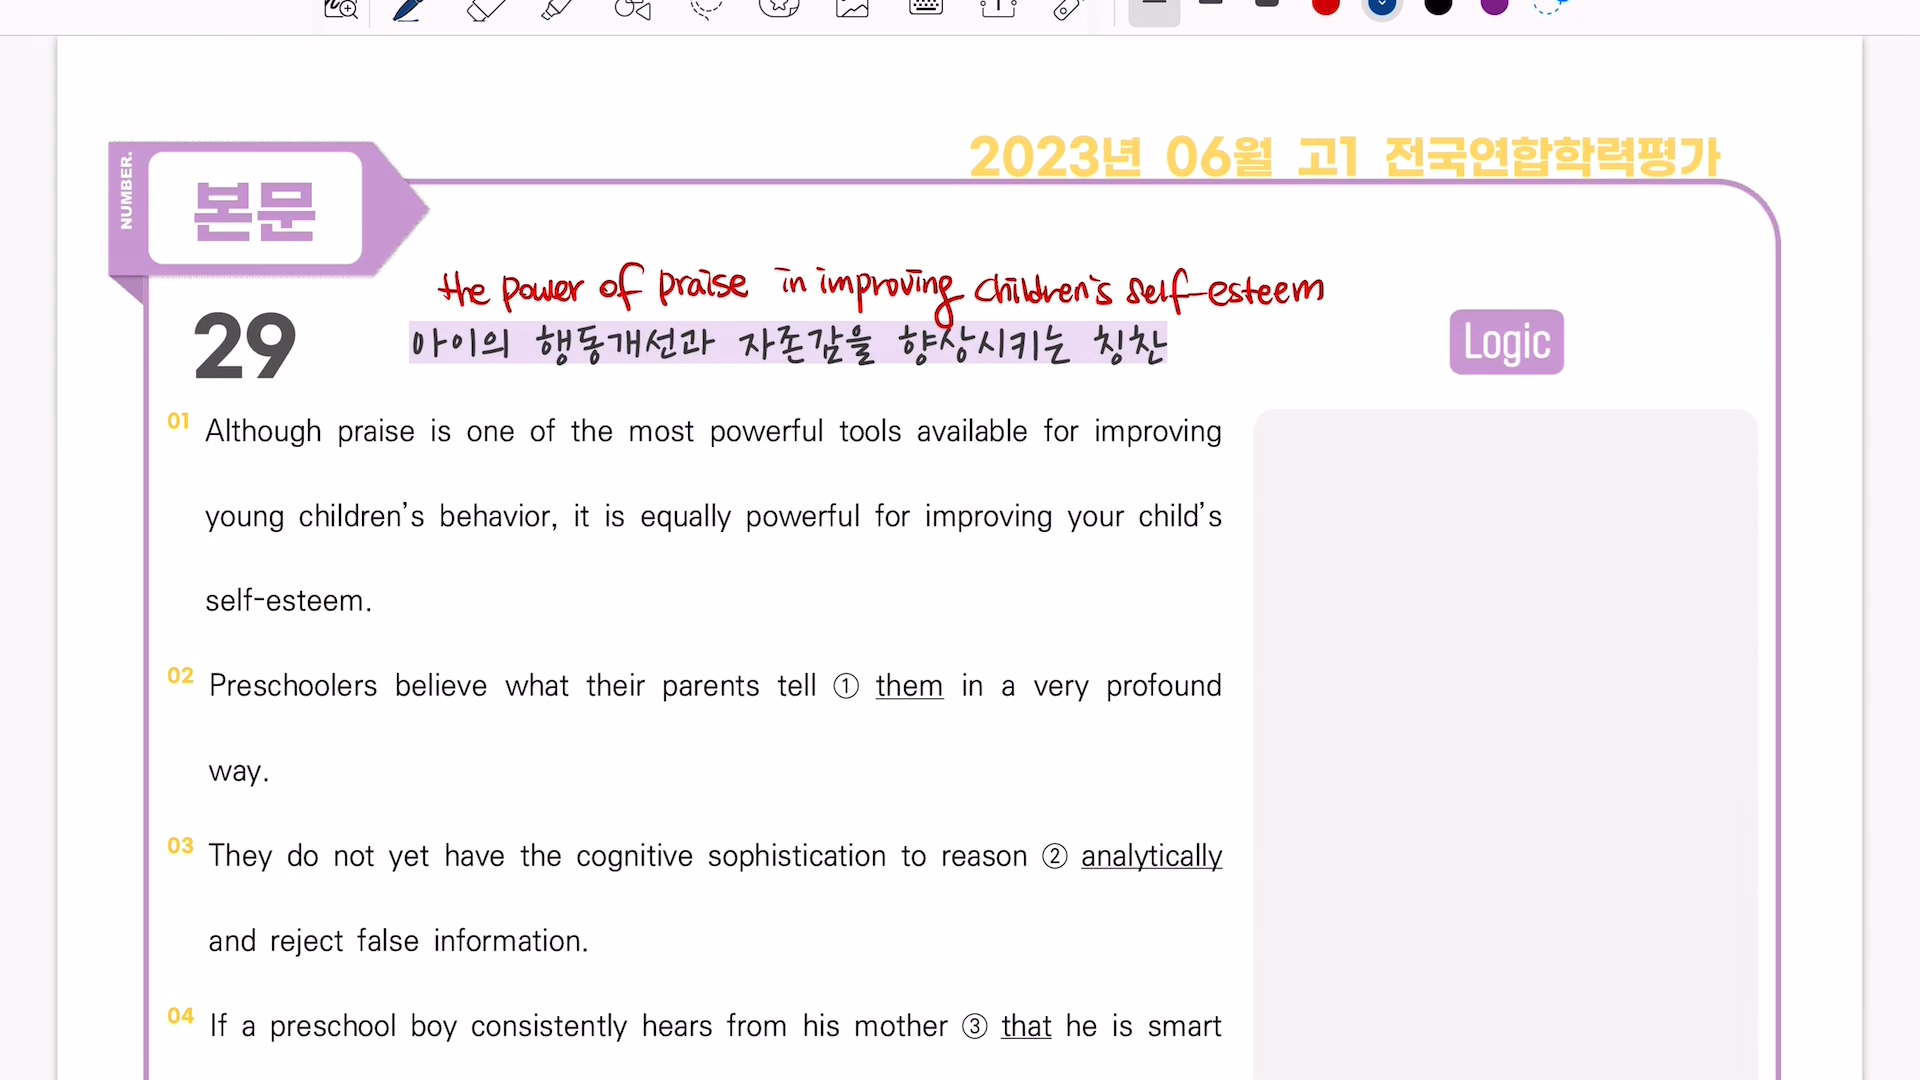 2023년 06월 고1 전국연합학력평가
NUMBER.
본문
the power of praise in improving children's self-esteem
29
아이의 행동개선과 자존감을 향상시키는 칭찬
Logic
01 Although praise is one of the most powerful tools available for improving
young children's behavior, it is equally powerful for improving your child's
self-esteem.
02 Preschoolers believe what their parents tell ① them in a very profound
way.
03 They do not yet have the cognitive sophistication to reason ② analytically
and reject false information.
04 If a preschool boy consistently hears from his mother ③ that he is smart